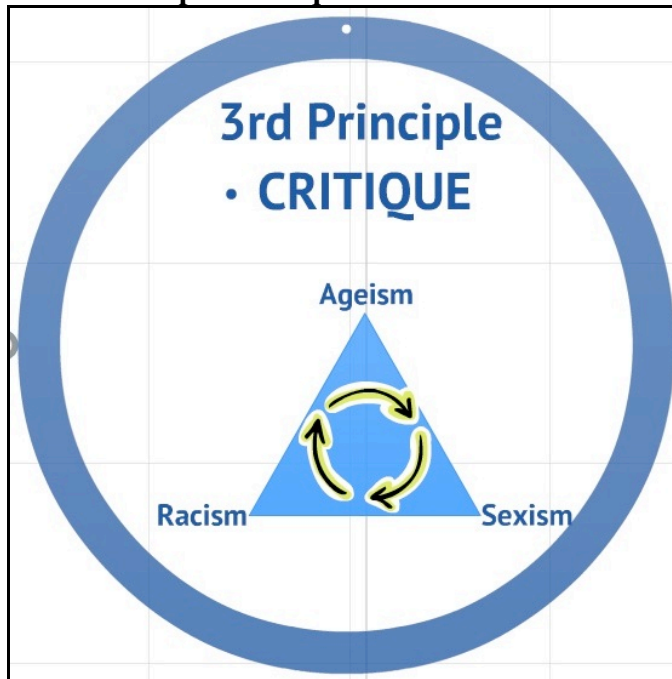 3rd Principle
• CRITIQUE
Ageism
Racism
Sexism